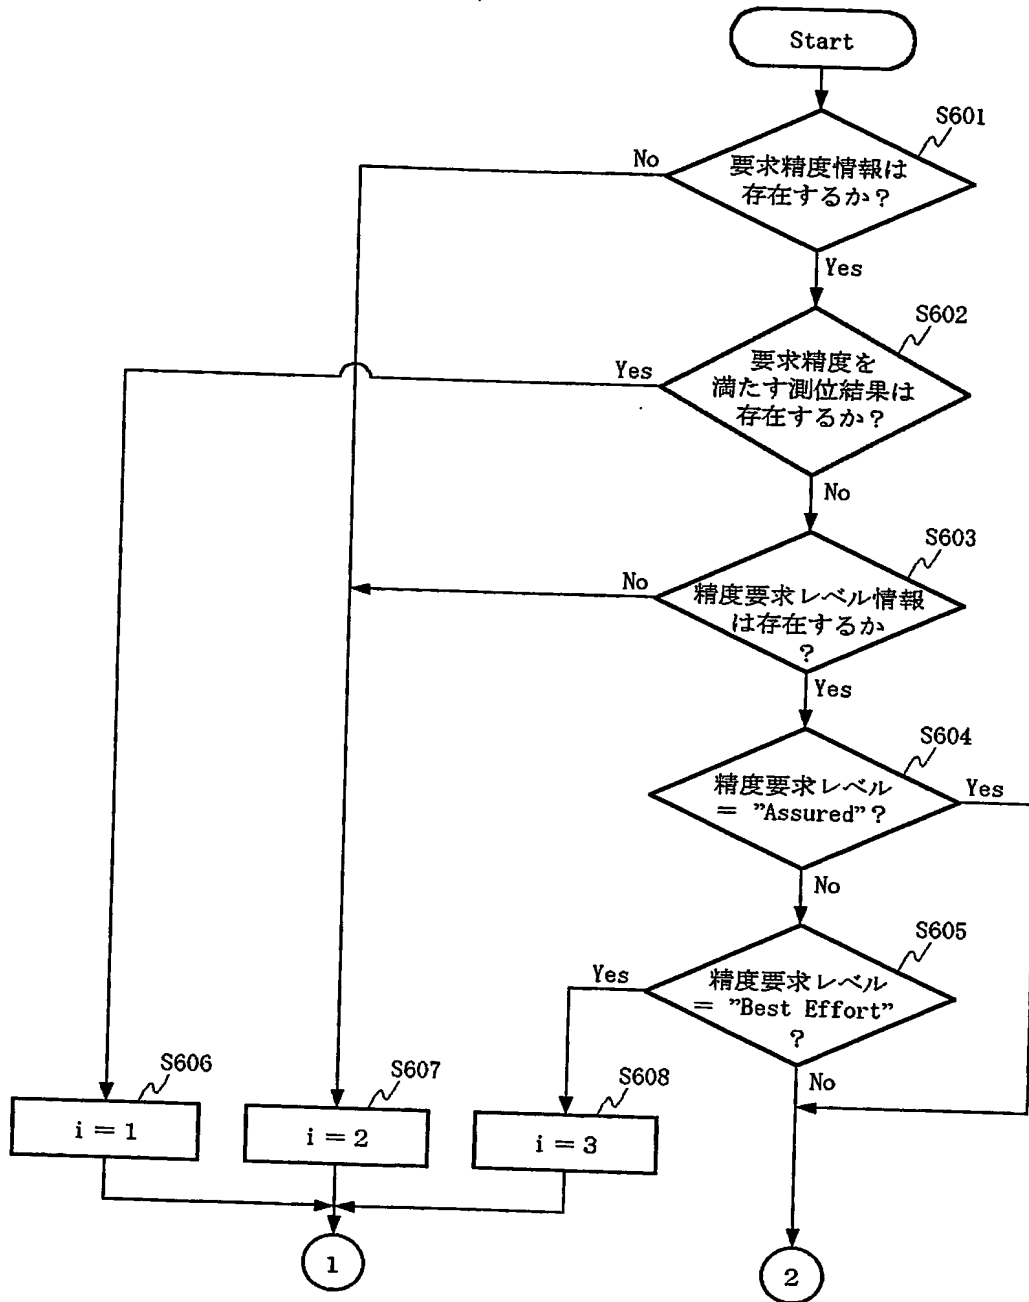 Start
S601
要求精度情報は
存在するか？
No
Yes
S602
要求精度を
満たす測位結果は
存在するか？
Yes
No
S603
精度要求レベル情報
は存在するか
？
No
Yes
S604
精度要求レベル
= ”Assured”？
Yes
No
S605
精度要求レベル
= ”Best Effort”
？
Yes
No
S606
i = 1
S607
i = 2
S608
i = 3
1
2